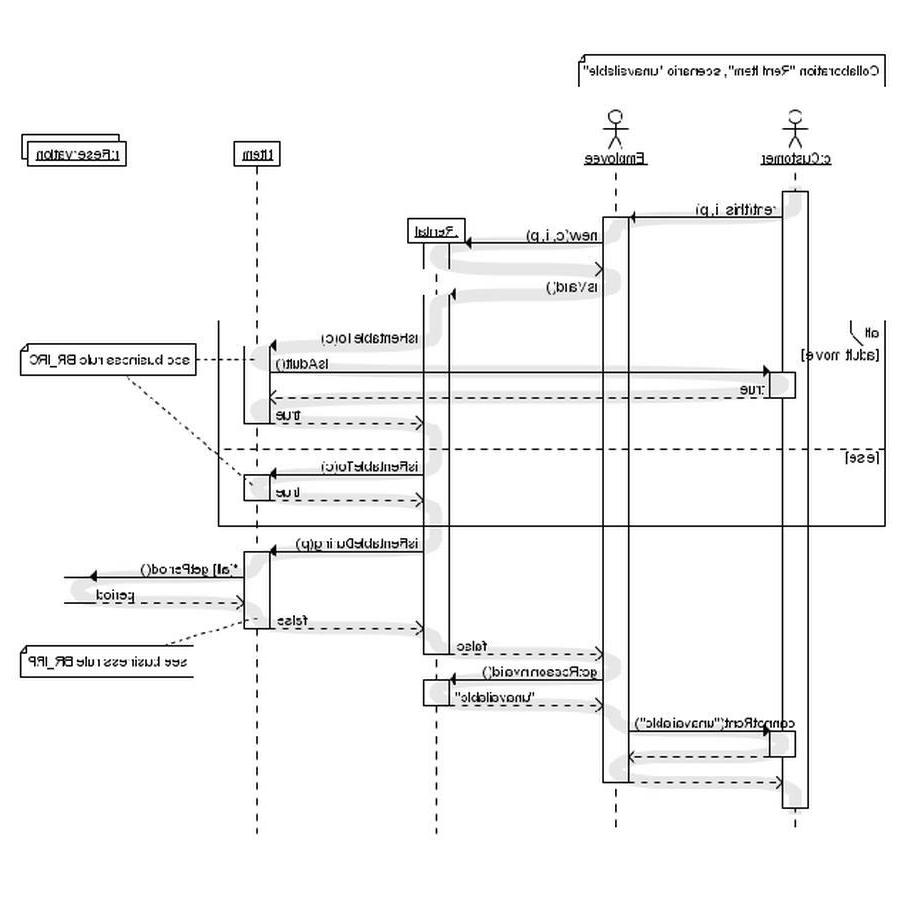 Collaboration "Rent Item", scenario "unavailable"
c:Customer
Employee
:Rental
i:Item
r:Reservation
rent(this, i, p)
new(c, i, p)
isValid()
alt
[adult movie]
isRentableTo(c)
see business rule BR_IRC
isAdult()
true
true
[else]
isRentableTo(c)
true
isRentableDuring(p)
*[all] getPeriod()
period
false
false
see business rule BR_IRP
"unavailable"
cannotRent("unavailable")